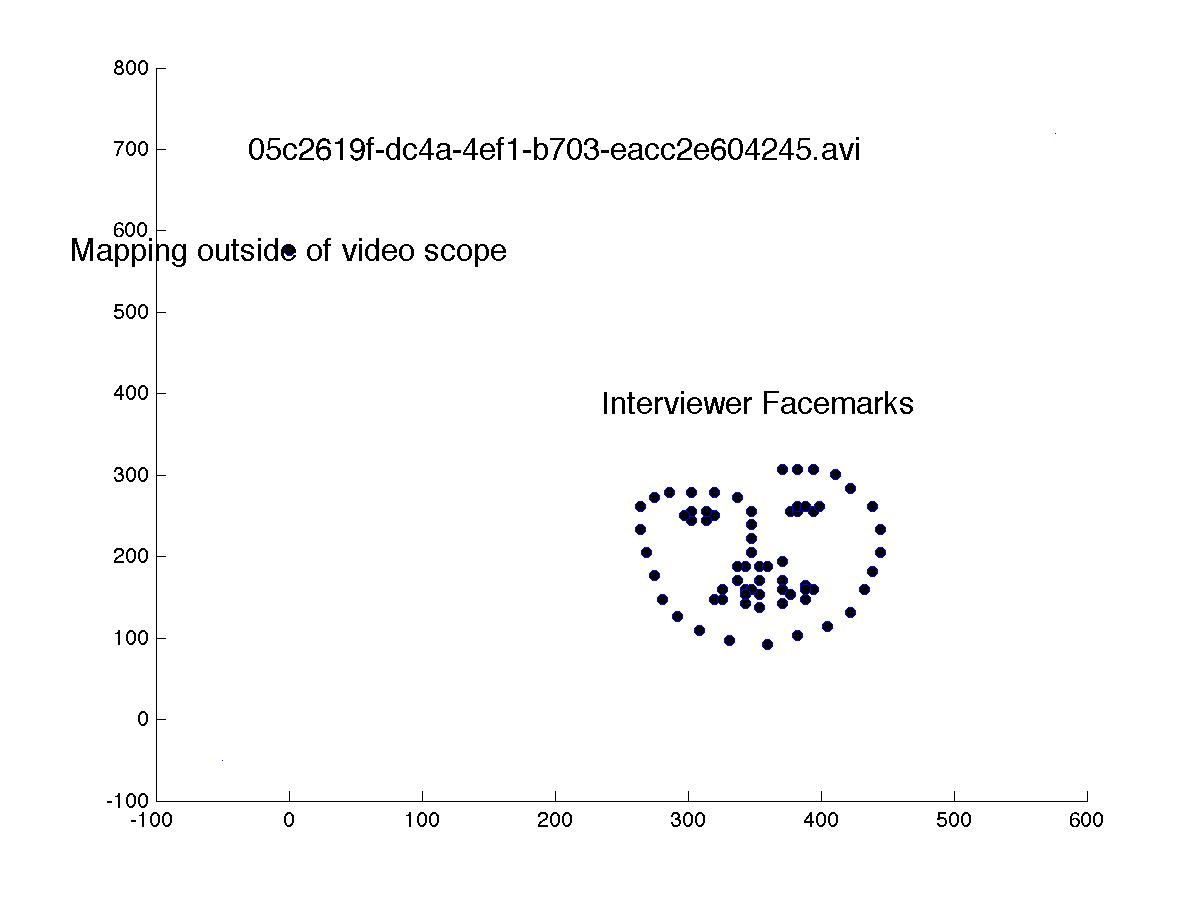 800
700
05c2619f-dc4a-4ef1-b703-eacc2e604245.avi
600
Mapping outside of video scope
500
400
Interviewer Facemarks
300
200
100
0
-100
-100 0 100 200 300 400 500 600